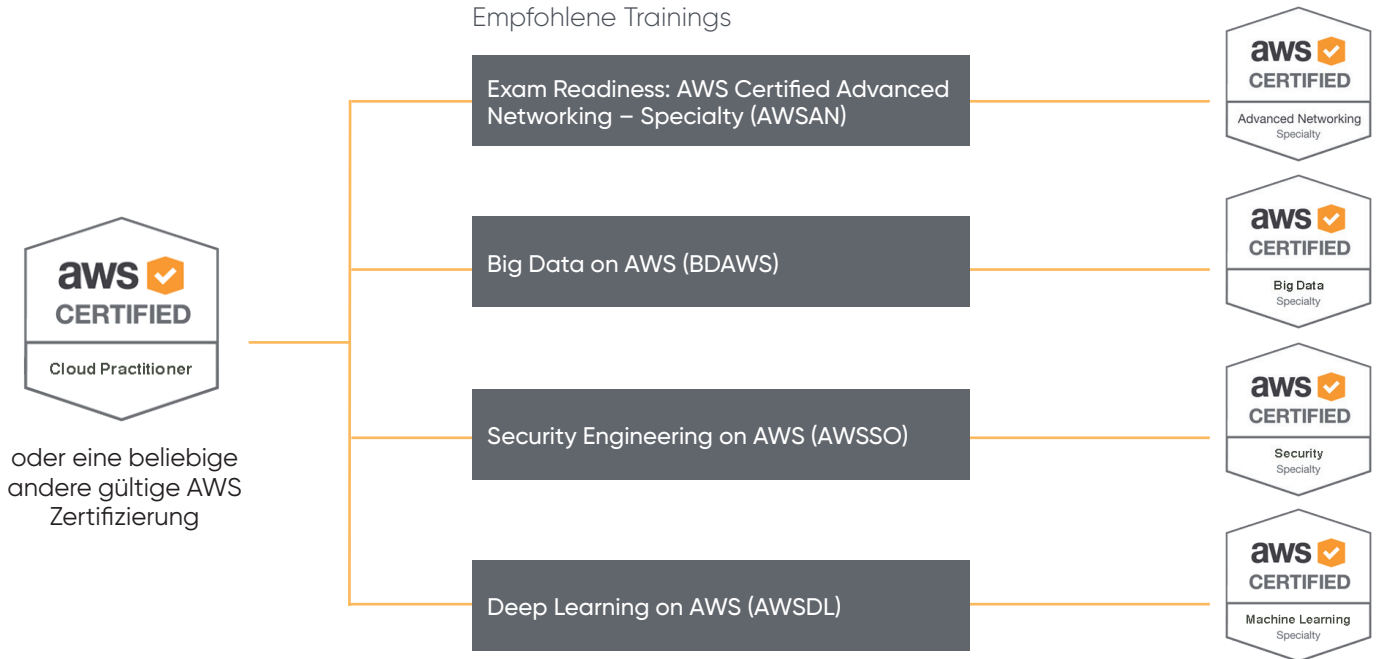 Empfohlene Trainings
aws
CERTIFIED
Cloud Practitioner
oder eine beliebige
andere gültige AWS
Zertifizierung
Exam Readiness: AWS Certified Advanced
Networking – Specialty (AWSAN)
aws
CERTIFIED
Advanced Networking
Specialty
Big Data on AWS (BDAWS)
aws
CERTIFIED
Big Data
Specialty
Security Engineering on AWS (AWSSO)
aws
CERTIFIED
Security
Specialty
Deep Learning on AWS (AWSDL)
aws
CERTIFIED
Machine Learning
Specialty